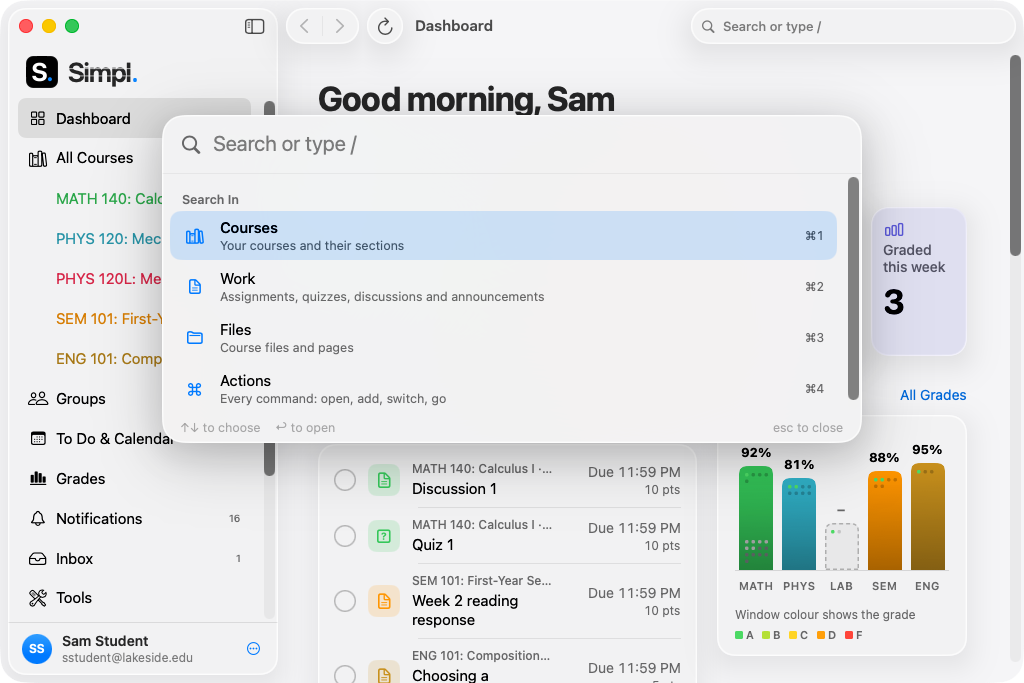 Dashboard
Search or type /
S.
Simpl.
Good morning, Sam
Dashboard
All Courses
MATH 140: Calc
PHYS 120: Mec
PHYS 120L: Me
SEM 101: First-Y
ENG 101: Comp
Groups
To Do & Calendar
Grades
Notifications 16
Inbox 1
Tools
SS
Sam Student
sstudent@lakeside.edu
Search or type /
Search In
Courses
Your courses and their sections
⌘1
Work
Assignments, quizzes, discussions and announcements
⌘2
Files
Course files and pages
⌘3
Actions
Every command: open, add, switch, go
⌘4
↑↓ to choose ↩ to open
esc to close
Graded
this week
3
All Grades
MATH 140: Calculus I ·...
Discussion 1
Due 11:59 PM
10 pts
MATH 140: Calculus I ·...
Quiz 1
Due 11:59 PM
10 pts
SEM 101: First-Year Se...
Week 2 reading
response
Due 11:59 PM
10 pts
ENG 101: Composition...
Choosing a
Due 11:59 PM
92% 81% – 88% 95%
MATH PHYS LAB SEM ENG
Window colour shows the grade
A B C D F